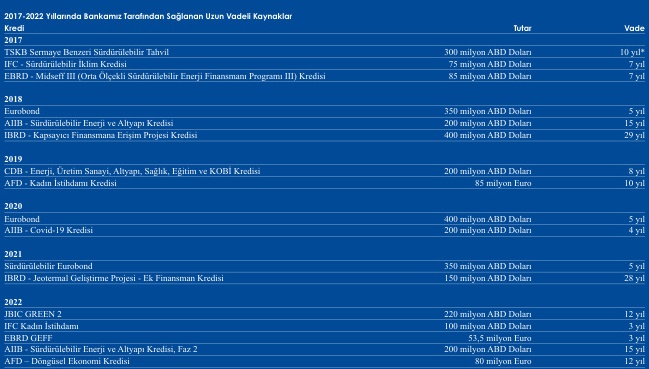 2017-2022 Yıllarında Bankamız Tarafından Sağlanan Uzun Vadeli Kaynaklar
Kredi Tutar Vade
2017
TSKB Sermaye Benzeri Sürdürülebilir Tahvil 300 milyon ABD Doları 10 yıl*
IFC - Sürdürülebilir İklim Kredisi 75 milyon ABD Doları 7 yıl
EBRD - Midseff III (Orta Ölçekli Sürdürülebilir Enerji Finansmanı Programı III) Kredisi 85 milyon ABD Doları 7 yıl
2018
Eurobond 350 milyon ABD Doları 5 yıl
AIIB - Sürdürülebilir Enerji ve Altyapı Kredisi 200 milyon ABD Doları 15 yıl
IBRD - Kapsayıcı Finansmana Erişim Projesi Kredisi 400 milyon ABD Doları 29 yıl
2019
CDB - Enerji, Üretim Sanayi, Altyapı, Sağlık, Eğitim ve KOBİ Kredisi 200 milyon ABD Doları 8 yıl
AFD - Kadın İstihdamı Kredisi 85 milyon Euro 10 yıl
2020
Eurobond 400 milyon ABD Doları 5 yıl
AIIB - Covid-19 Kredisi 200 milyon ABD Doları 4 yıl
2021
Sürdürülebilir Eurobond 350 milyon ABD Doları 5 yıl
IBRD - Jeotermal Geliştirme Projesi - Ek Finansman Kredisi 150 milyon ABD Doları 28 yıl
2022
JBIC GREEN 2 220 milyon ABD Doları 12 yıl
IFC Kadın İstihdamı 100 milyon ABD Doları 3 yıl
EBRD GEFF 53,5 milyon Euro 3 yıl
AIIB - Sürdürülebilir Enerji ve Altyapı Kredisi, Faz 2 200 milyon ABD Doları 15 yıl
AFD – Döngüsel Ekonomi Kredisi 80 milyon Euro 12 yıl